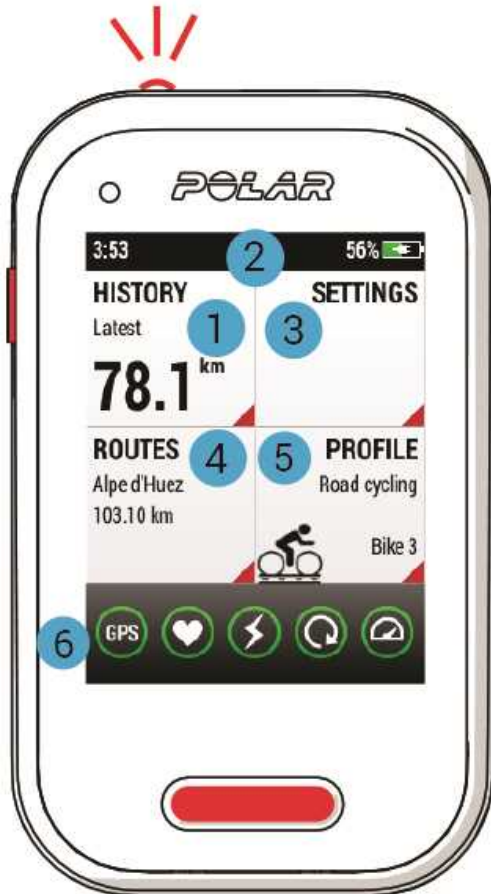 POLAR
3:53 2 56%
HISTORY SETTINGS
Latest 1 3
78.1 km
ROUTES 4 5 PROFILE
Alpe d'Huez Road cycling
103.10 km
Bike 3
6 GPS